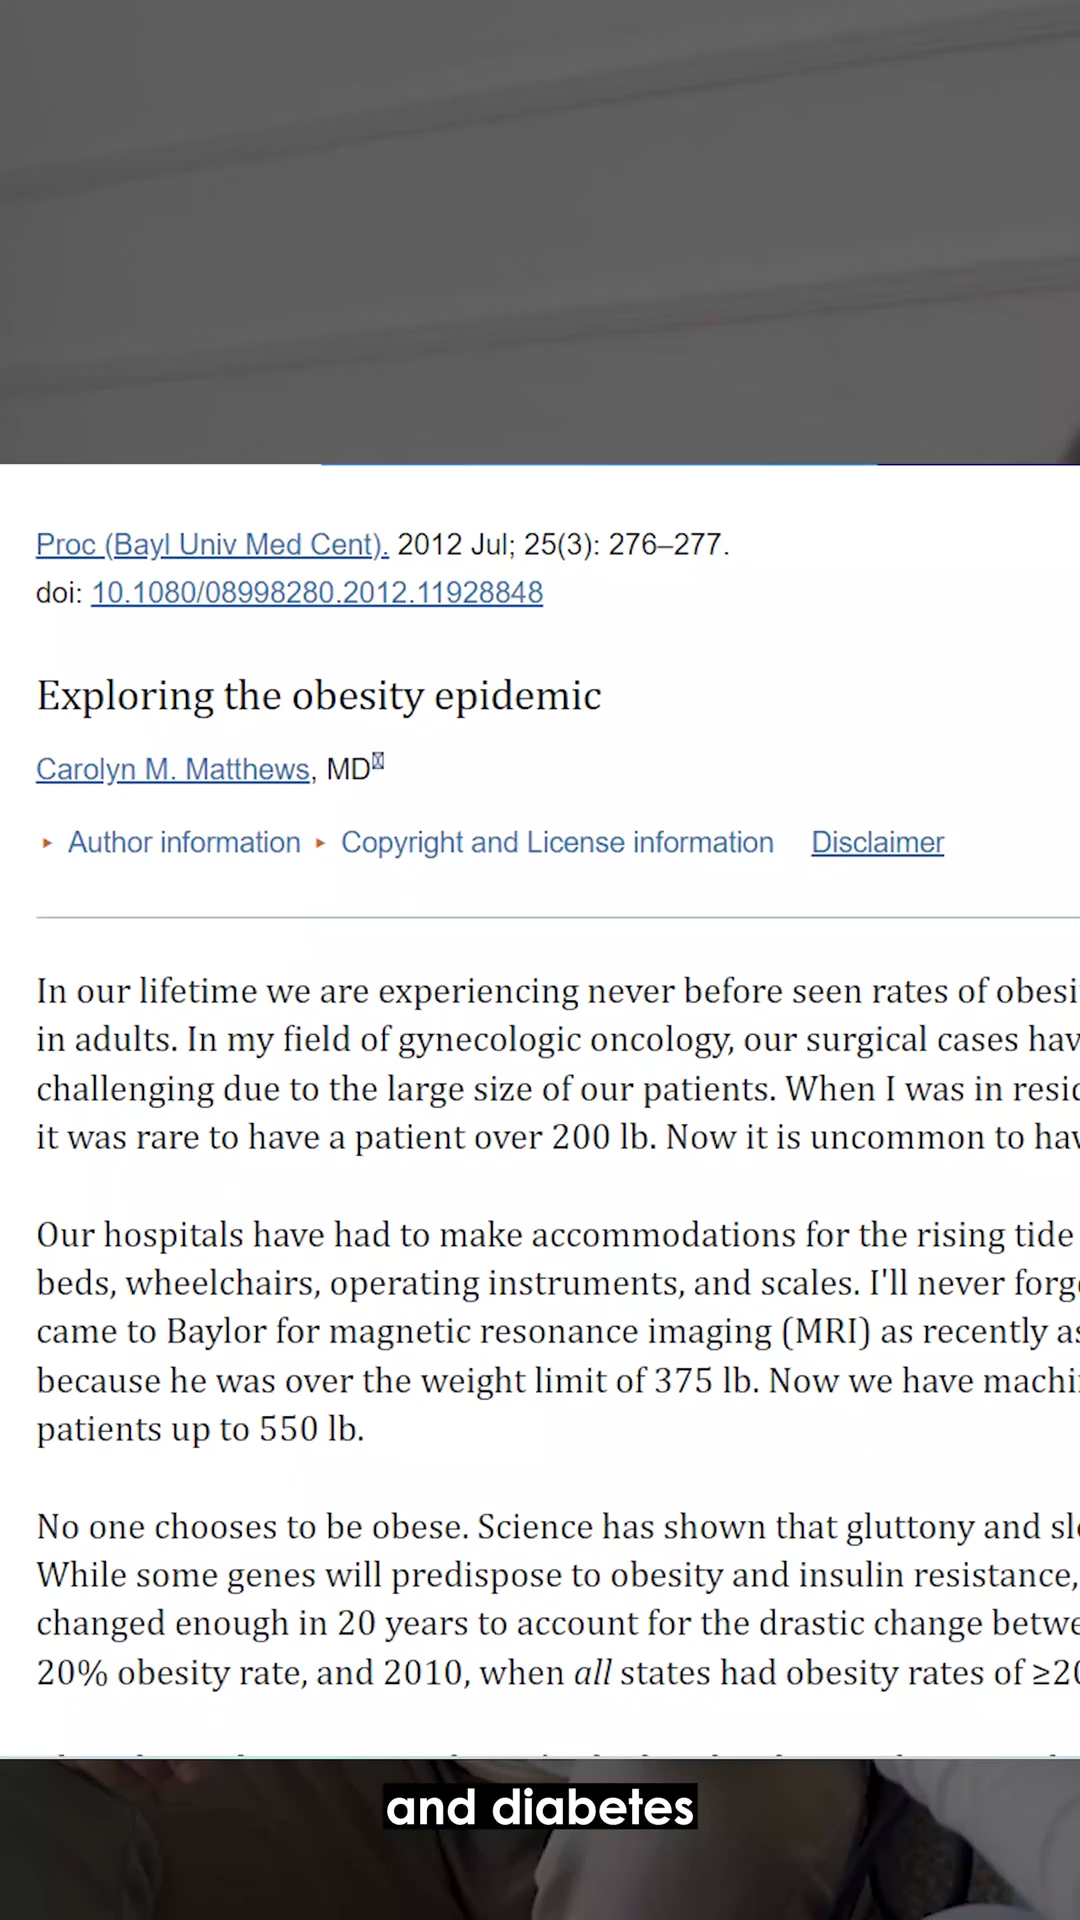 Proc (Bayl Univ Med Cent). 2012 Jul; 25(3): 276–277.
doi: 10.1080/08998280.2012.11928848
Exploring the obesity epidemic
Carolyn M. Matthews, MD
Author information Copyright and License information Disclaimer
In our lifetime we are experiencing never before seen rates of obesi
in adults. In my field of gynecologic oncology, our surgical cases hav
challenging due to the large size of our patients. When I was in resid
it was rare to have a patient over 200 lb. Now it is uncommon to hav
Our hospitals have had to make accommodations for the rising tide
beds, wheelchairs, operating instruments, and scales. I'll never forge
came to Baylor for magnetic resonance imaging (MRI) as recently as
because he was over the weight limit of 375 lb. Now we have machi
patients up to 550 lb.
No one chooses to be obese. Science has shown that gluttony and slo
While some genes will predispose to obesity and insulin resistance,
changed enough in 20 years to account for the drastic change betwe
20% obesity rate, and 2010, when all states had obesity rates of ≥20
and diabetes